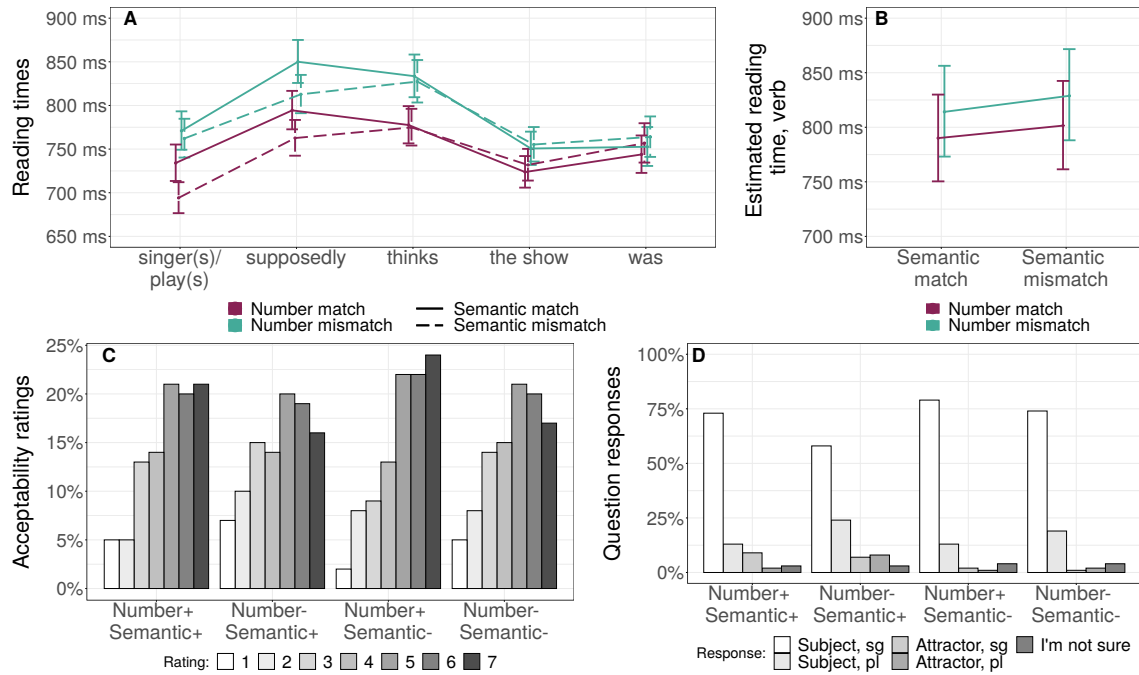 A
Reading times
900 ms
850 ms
800 ms
750 ms
700 ms
650 ms
singer(s)/
play(s)
supposedly
thinks
the show
was
Number match
Number mismatch
Semantic match
Semantic mismatch
B
Estimated reading
time, verb
900 ms
850 ms
800 ms
750 ms
700 ms
Semantic
match
Semantic
mismatch
Number match
Number mismatch
C
Acceptability ratings
25%
20%
15%
10%
5%
0%
Number+
Semantic+
Number-
Semantic+
Number+
Semantic-
Number-
Semantic-
Rating: 1 2 3 4 5 6 7
D
Question responses
100%
75%
50%
25%
0%
Number+
Semantic+
Number-
Semantic+
Number+
Semantic-
Number-
Semantic-
Response:
Subject, sg
Subject, pl
Attractor, sg
Attractor, pl
I'm not sure